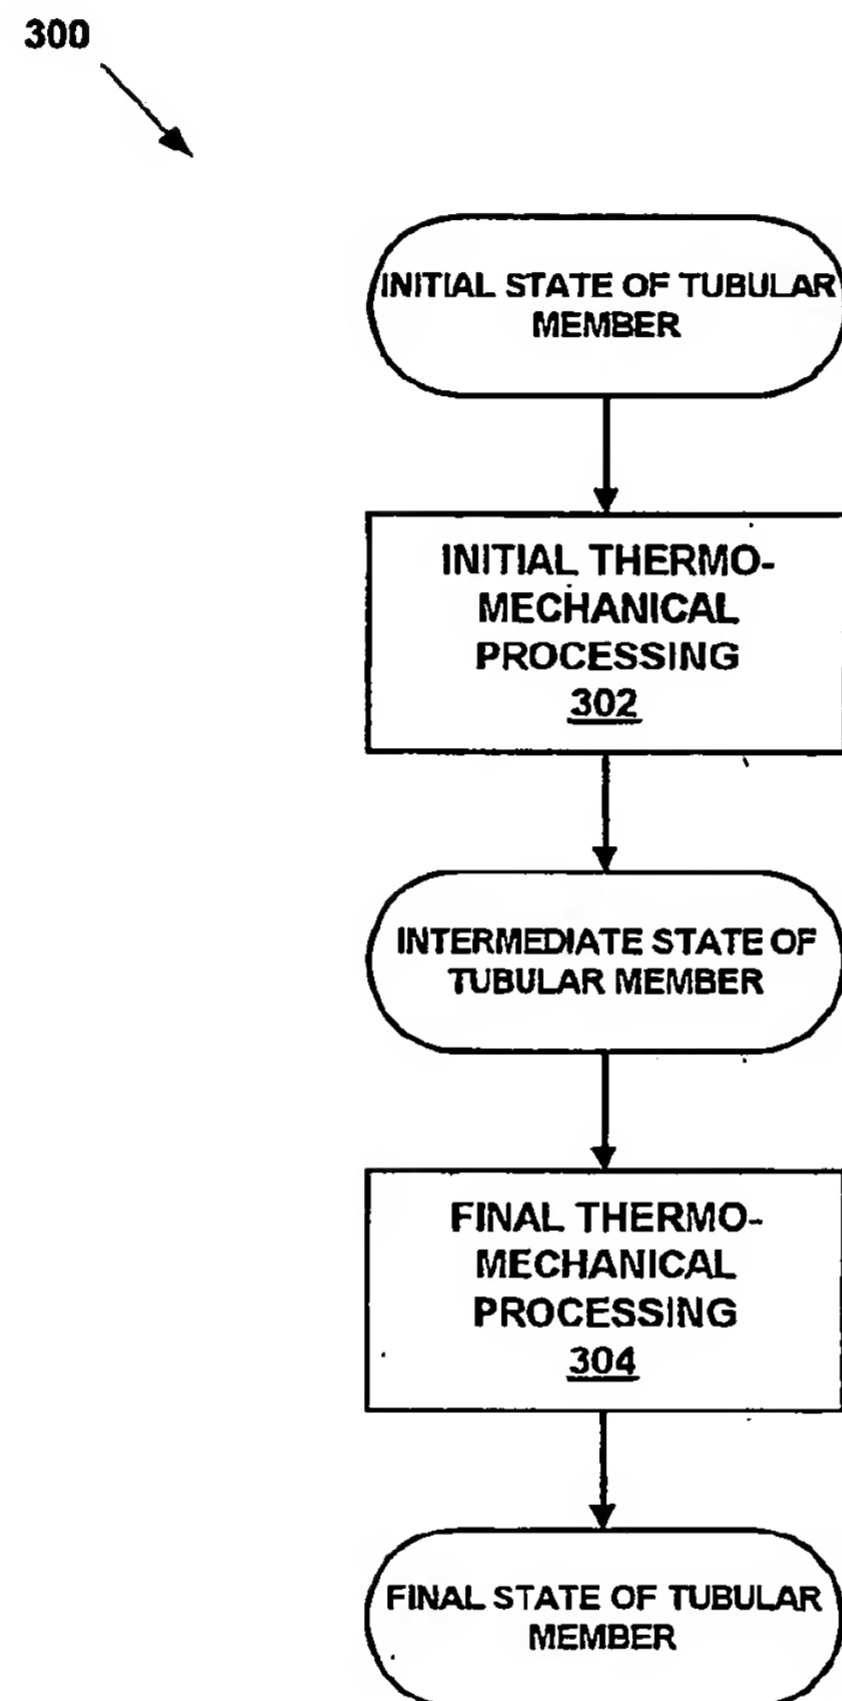 300
INITIAL STATE OF TUBULAR
MEMBER
INITIAL THERMO-
MECHANICAL
PROCESSING
302
INTERMEDIATE STATE OF
TUBULAR MEMBER
FINAL THERMO-
MECHANICAL
PROCESSING
304
FINAL STATE OF TUBULAR
MEMBER